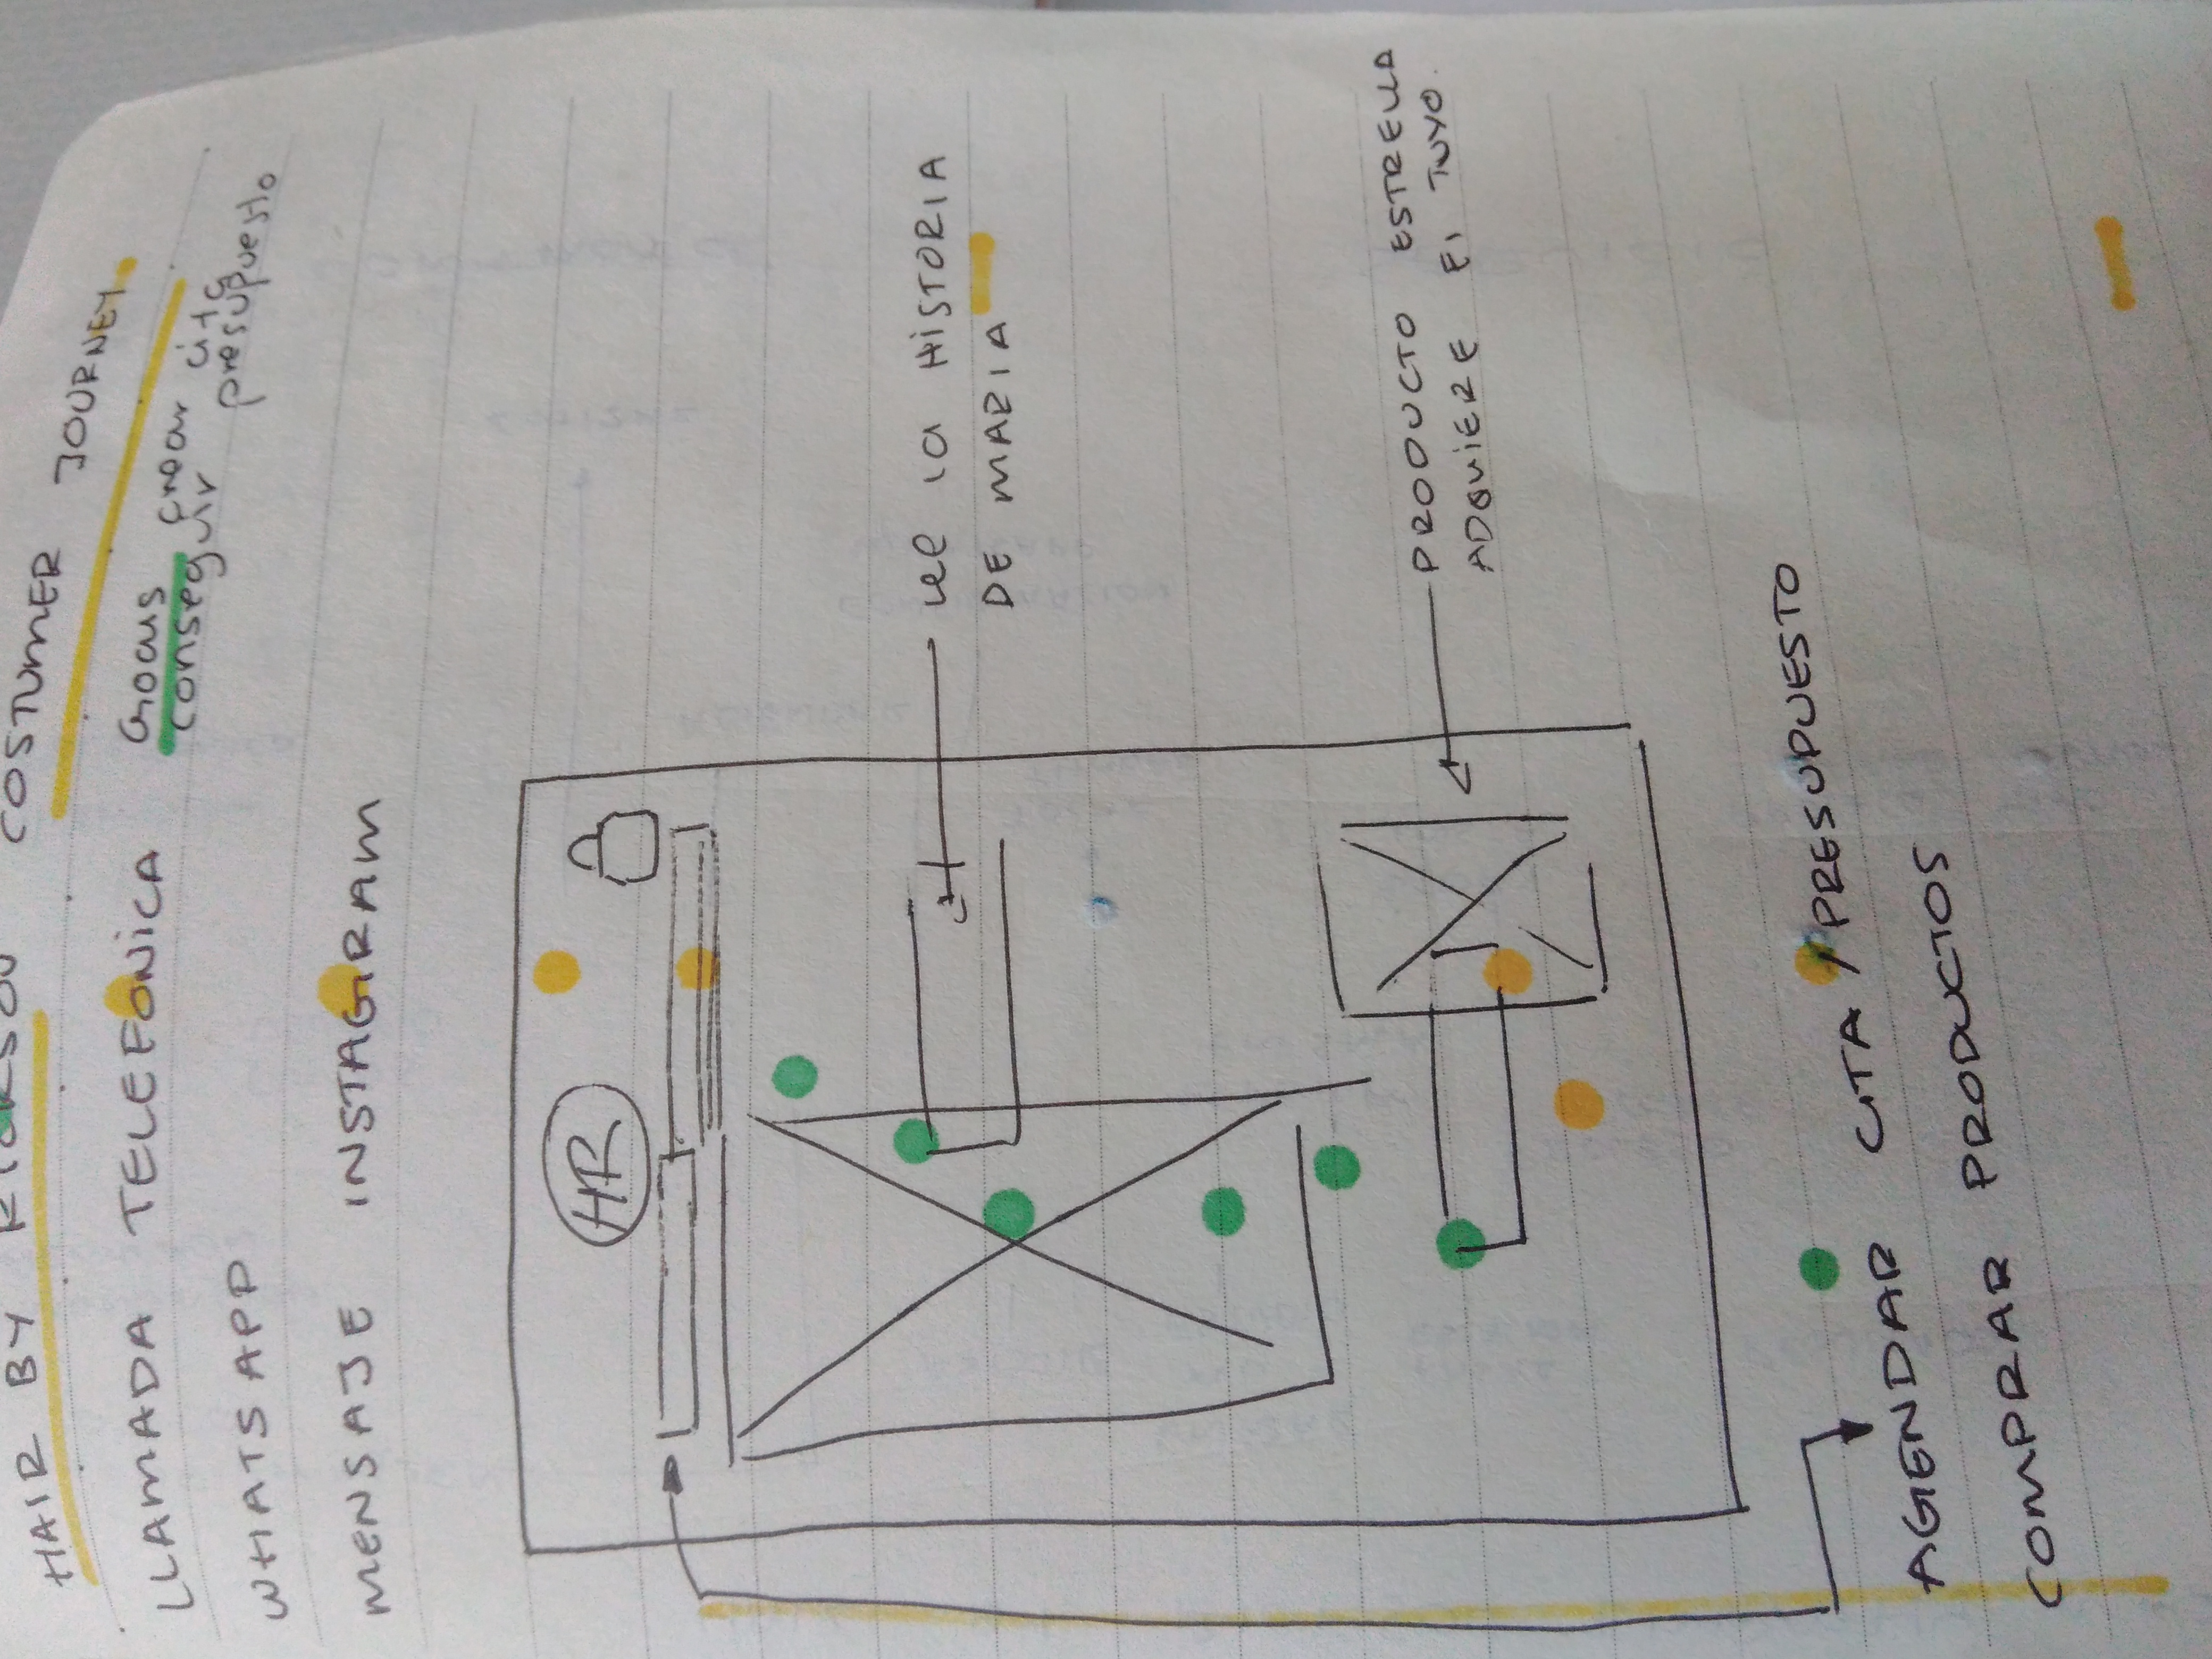 HAIR BY RICKSON COSTUMER JOURNEY
LLAMADA TELEFONICA Goals crear cita
conseguir presupuesto
WHATSAPP
MENSAJE INSTAGRAM
HR
lee la HISTORIA
DE MARIA
PRODUCTO ESTRELLA
ADQUIERE El TUYO.
AGENDAR CITA / PRESUPUESTO
COMPRAR PRODUCTOS